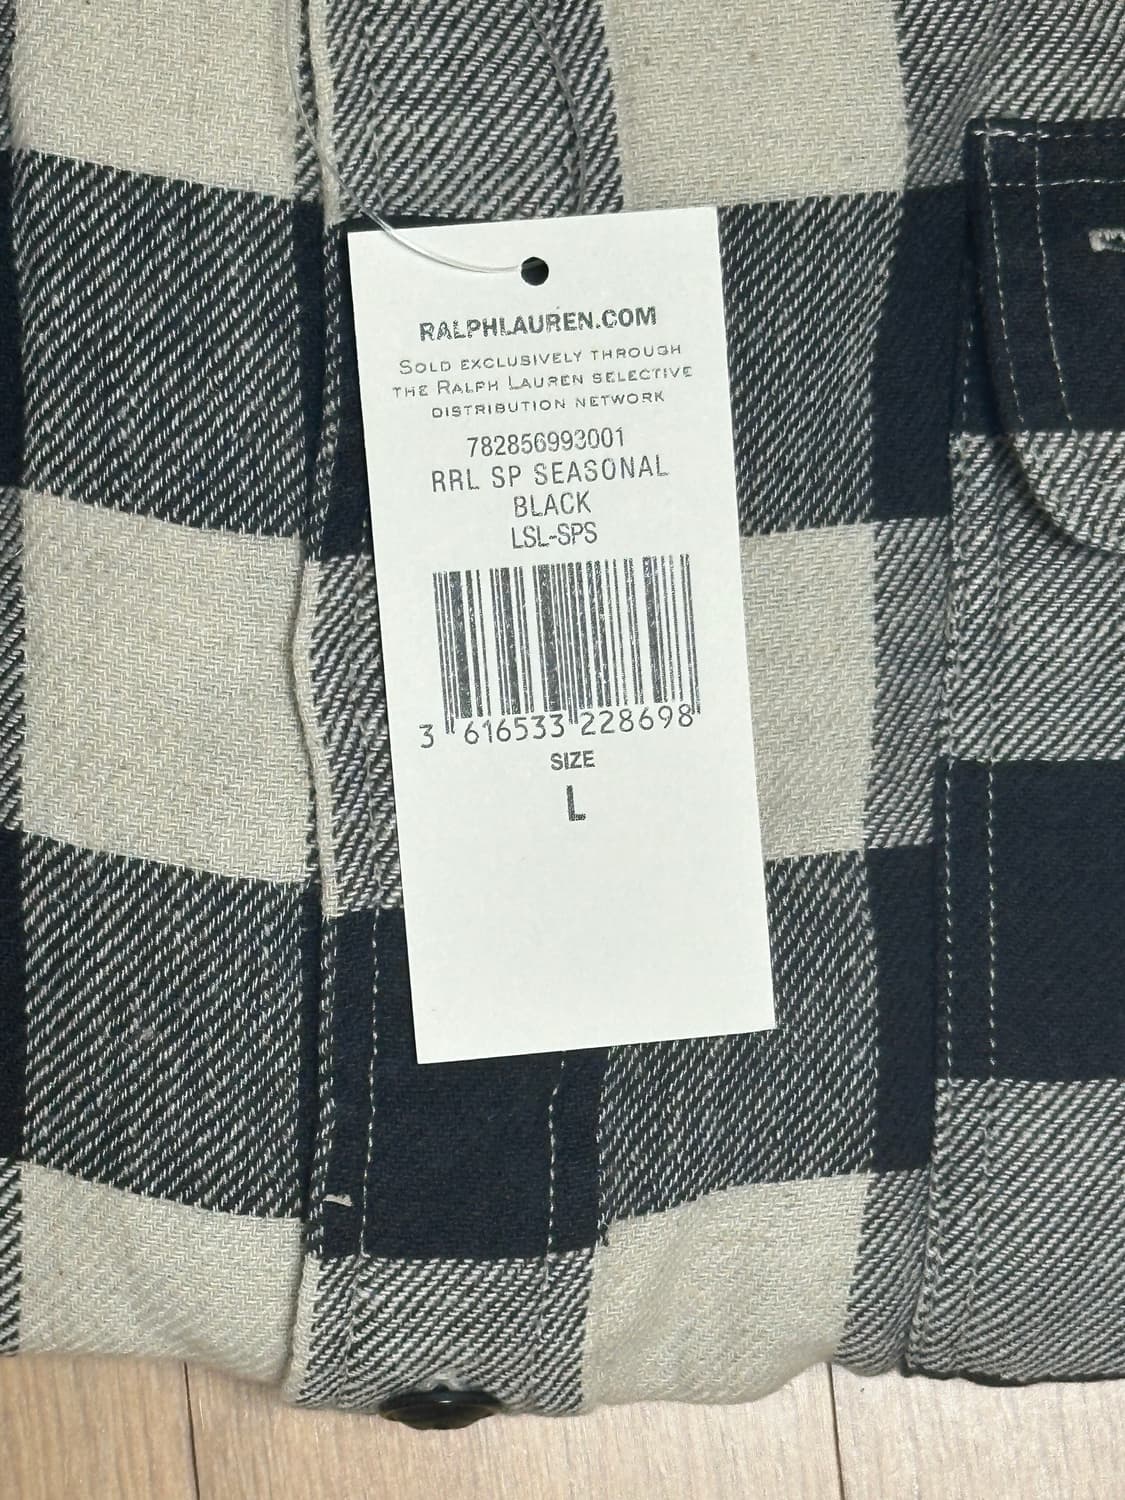 RALPHLAUREN.COM
SOLD EXCLUSIVELY THROUGH
THE RALPH LAUREN SELECTIVE
DISTRIBUTION NETWORK
782856993001
RRL SP SEASONAL
BLACK
LSL-SPS
3 616533 228698
SIZE
L